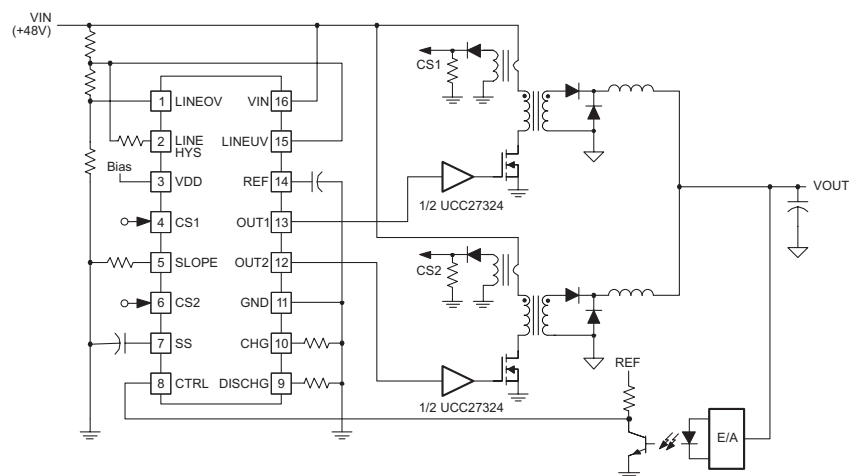 VIN
(+48V)
CS1
1 LINEOV VIN 16
2 LINE HYS LINEUV 15
Bias
3 VDD REF 14
4 CS1 OUT1 13
1/2 UCC27324
VOUT
5 SLOPE OUT2 12
CS2
6 CS2 GND 11
7 SS CHG 10
8 CTRL DISCHG 9
1/2 UCC27324
REF
E/A